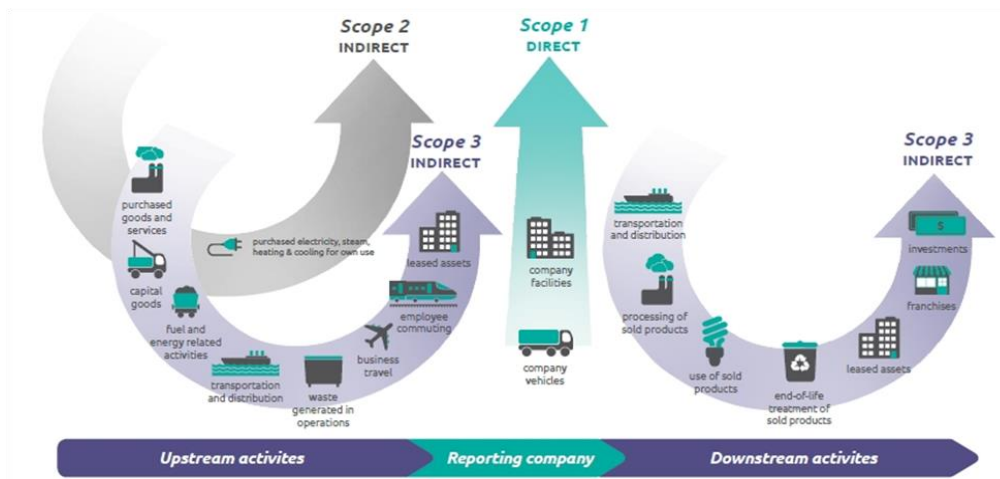 Scope 2
INDIRECT
Scope 1
DIRECT
Scope 3
INDIRECT
Scope 3
INDIRECT
purchased
goods and
services
capital
goods
fuel and
energy related
activities
transportation
and distribution
waste
generated in
operations
business
travel
employee
commuting
leased assets
purchased electricity, steam,
heating & cooling for own use
company
facilities
company
vehicles
transportation
and distribution
processing of
sold products
use of sold
products
end-of-life
treatment of
sold products
leased assets
franchises
$
investments
Upstream activites
Reporting company
Downstream activites